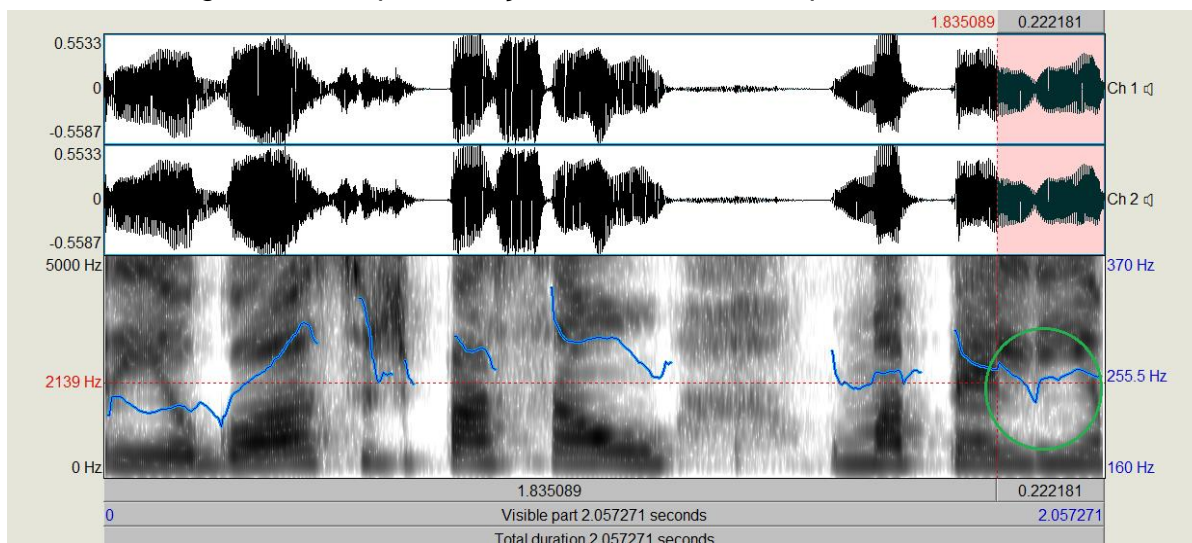 1.835089 0.222181
0.5533
0
-0.5587
Ch 1
0.5533
0
-0.5587
Ch 2
5000 Hz
370 Hz
2139 Hz
255.5 Hz
0 Hz
160 Hz
1.835089 0.222181
0 Visible part 2.057271 seconds 2.057271
Total duration 2.057271 seconds